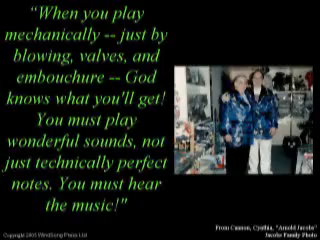 “When you play
mechanically -- just by
blowing, valves, and
embouchure -- God
knows what you'll get!
You must play
wonderful sounds, not
just technically perfect
notes. You must hear
the music!"
From Cannon, Cynthia, "Arnold Jacobs"
Jacobs Family Photo
Copyright 2005 WindSong Press Ltd